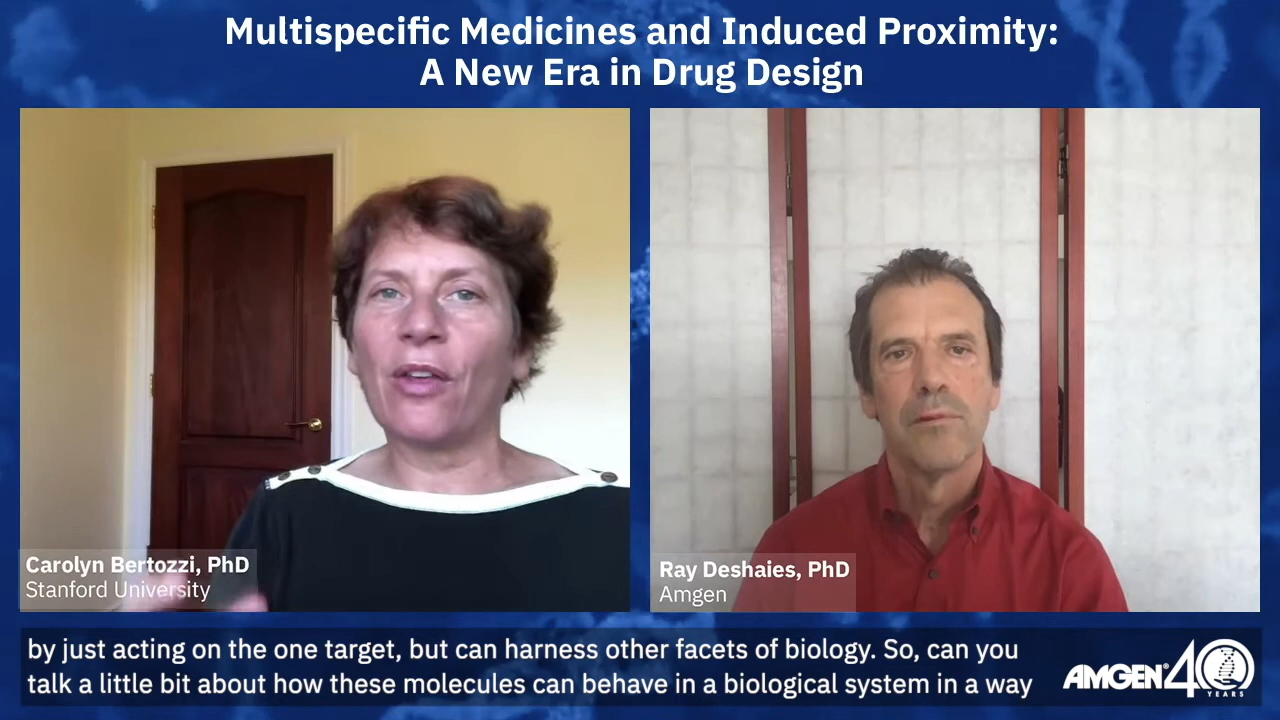 Multispecific Medicines and Induced Proximity:
A New Era in Drug Design
Carolyn Bertozzi, PhD
Stanford University
Ray Deshaies, PhD
Amgen
by just acting on the one target, but can harness other facets of biology. So, can you
talk a little bit about how these molecules can behave in a biological system in a way
AMGEN® 40
YEARS